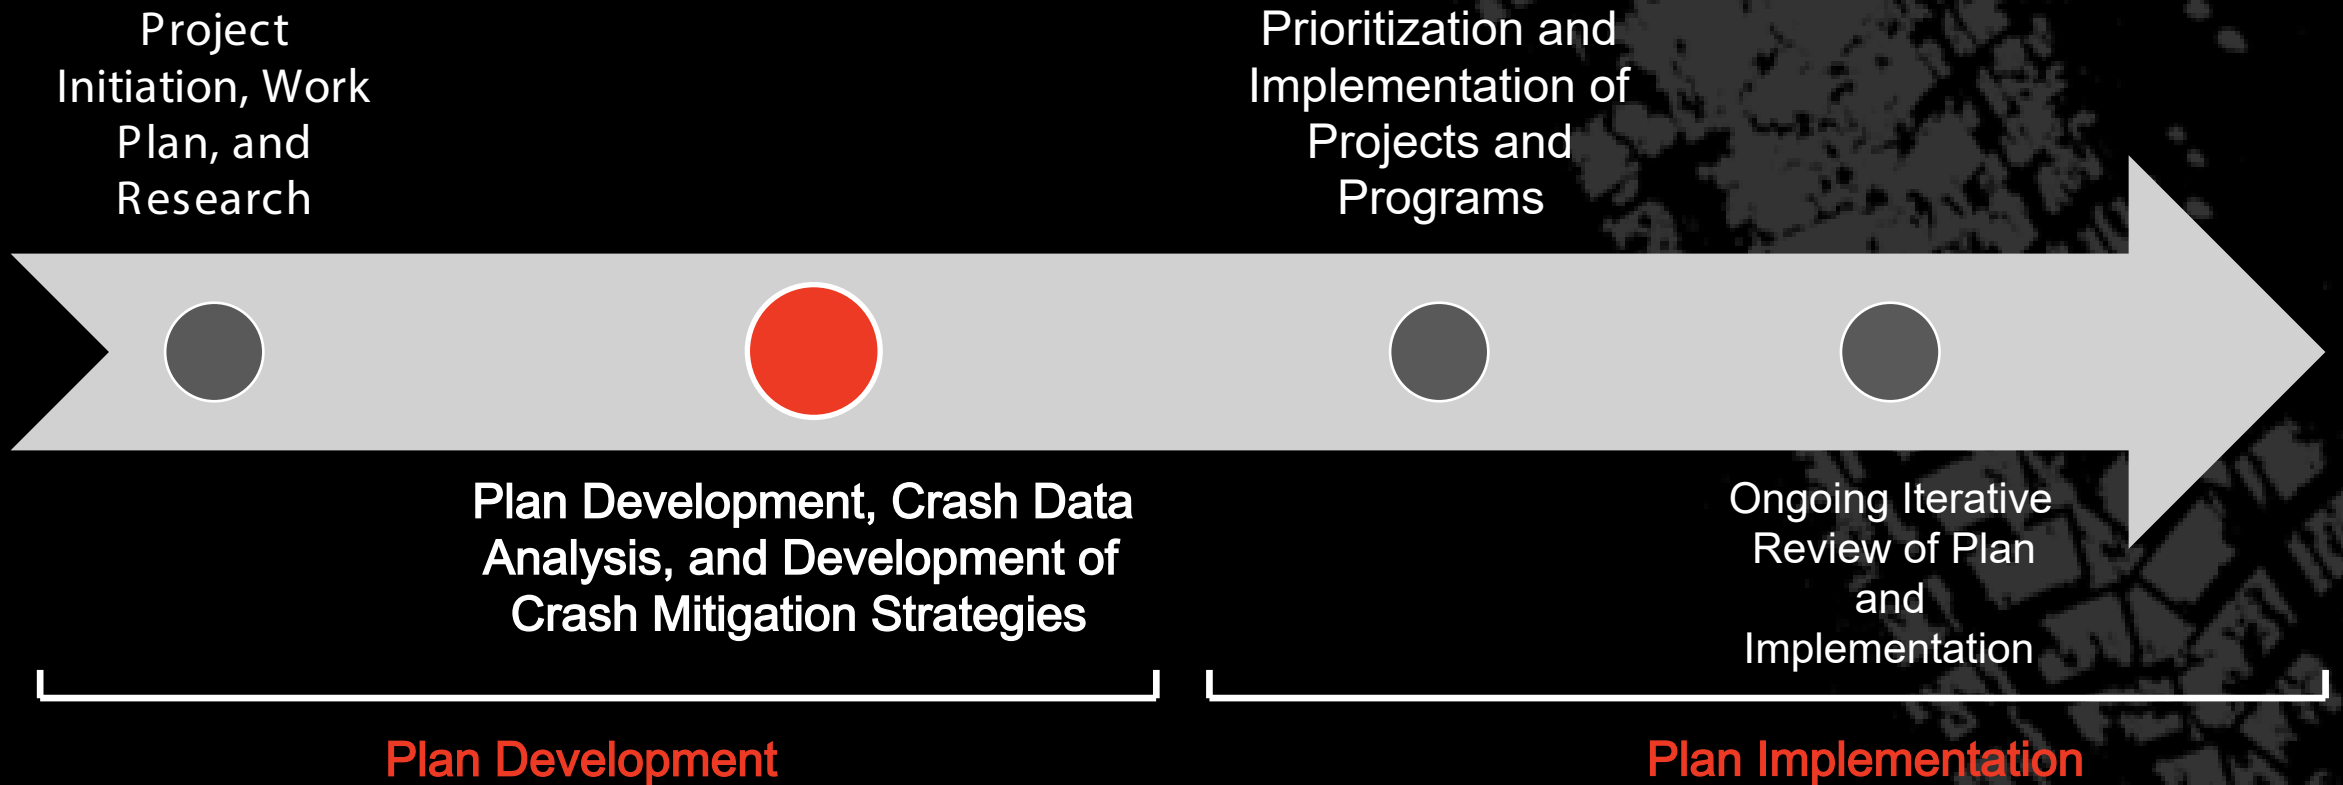 Project
Initiation, Work
Plan, and
Research
Prioritization and
Implementation of
Projects and
Programs
Plan Development, Crash Data
Analysis, and Development of
Crash Mitigation Strategies
Ongoing Iterative
Review of Plan
and
Implementation
Plan Development
Plan Implementation